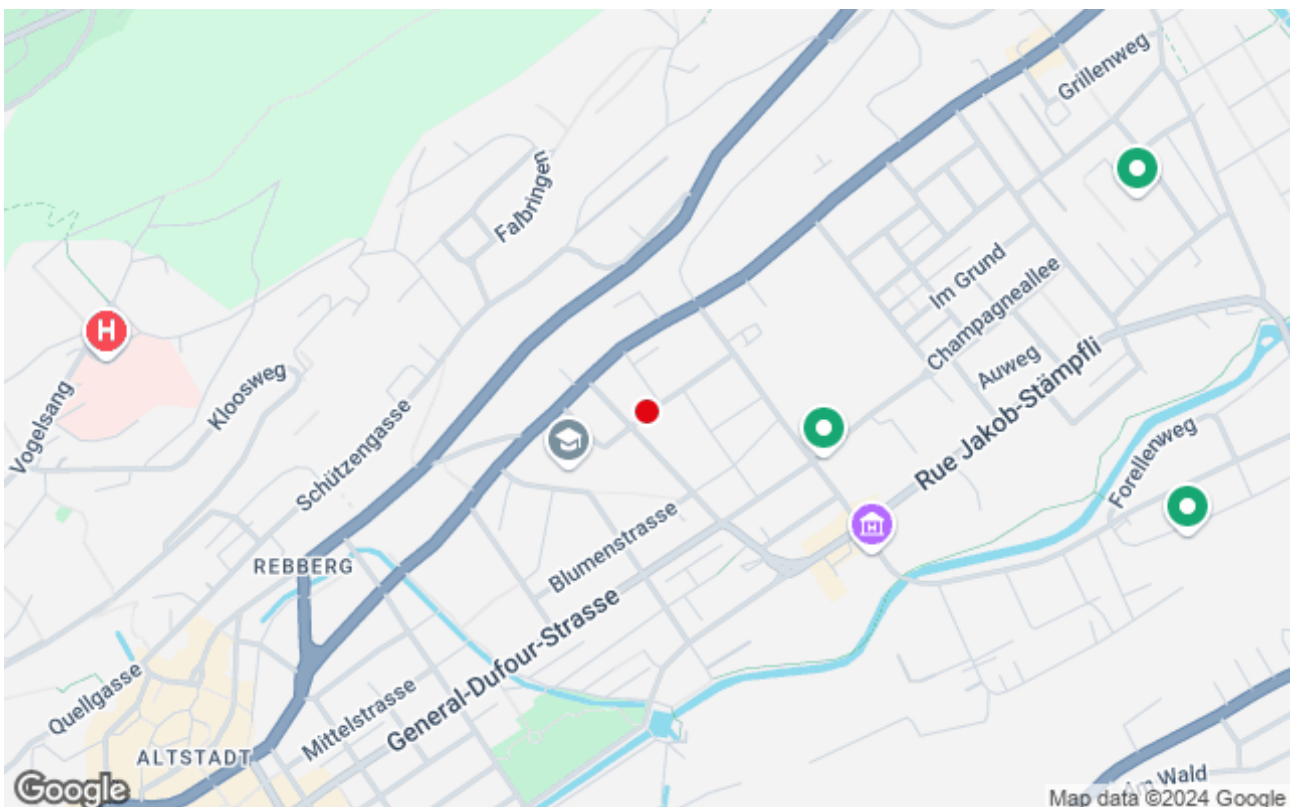 Grillenweg
Falbringen
Im Grund
Champagneallee
H
Auweg
Rue Jakob-Stämpfli
Kloosweg
Vogelsang
Schützengasse
Forellenweg
H
REBBERG
Blumenstrasse
General-Dufour-Strasse
Quellgasse
Mittelstrasse
ALTSTADT
Am Wald
Google
Map data ©2024 Google